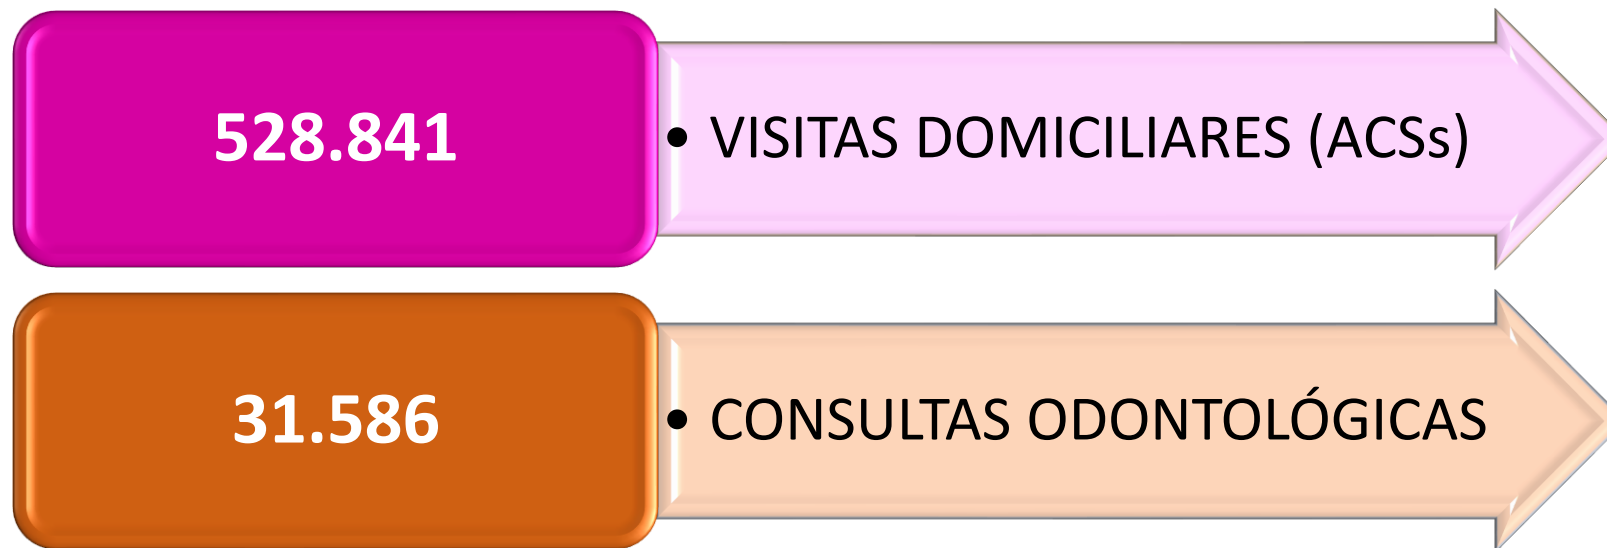 528.841
• VISITAS DOMICILIARES (ACSs)
31.586
• CONSULTAS ODONTOLÓGICAS